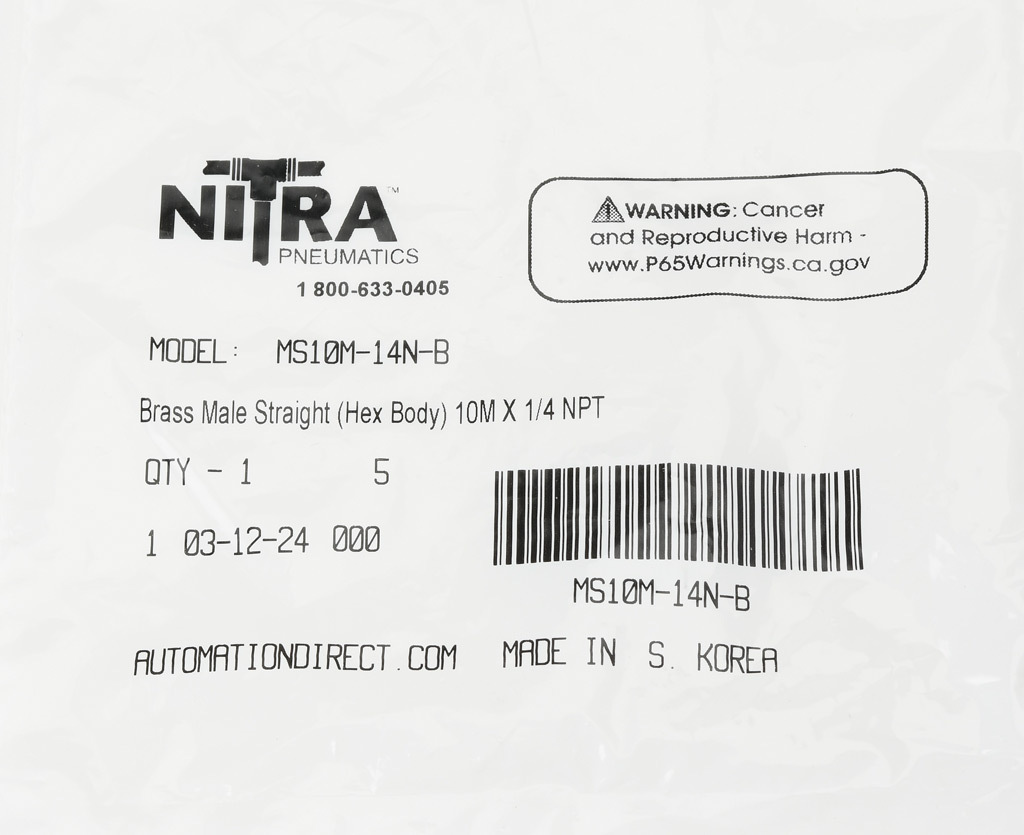 NITRA™
PNEUMATICS
1 800-633-0405
⚠WARNING: Cancer
and Reproductive Harm -
www.P65Warnings.ca.gov
MODEL: MS10M-14N-B
Brass Male Straight (Hex Body) 10M X 1/4 NPT
QTY - 1 5
1 03-12-24 000
MS10M-14N-B
AUTOMATIONDIRECT.COM MADE IN S. KOREA